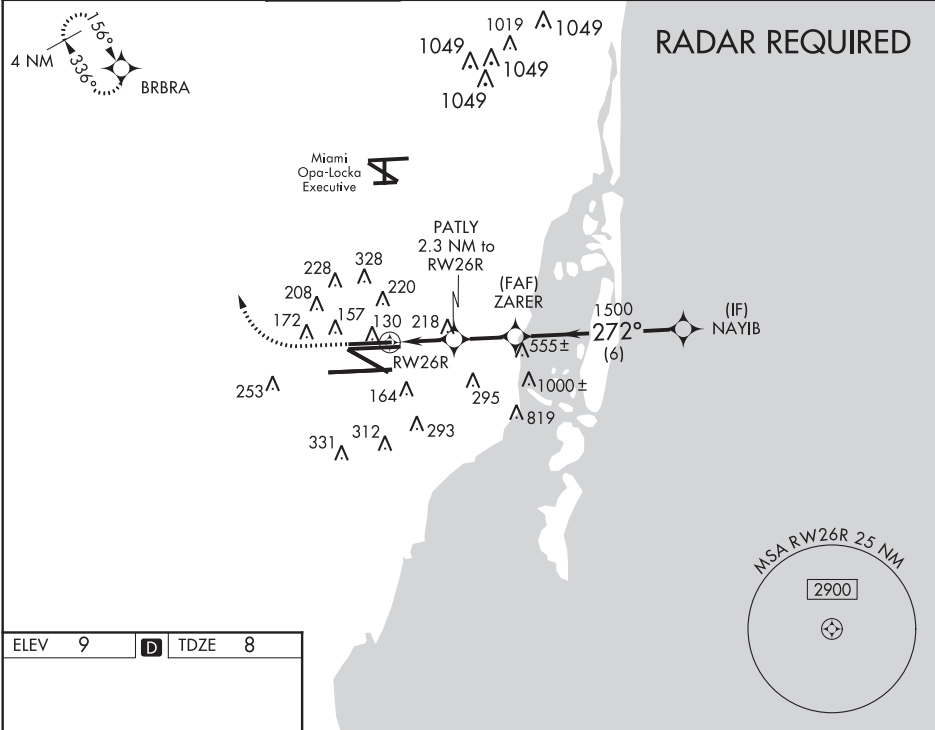 RADAR REQUIRED
156°
4 NM
336°
BRBRA
1019
1049
1049
1049
1049
Miami
Opa-Locka
Executive
PATLY
2.3 NM to
RW26R
(FAF)
ZARER
228
328
208
220
172
157
130
218
1500
272°
(6)
(IF)
NAYIB
555±
RW26R
253
164
295
1000±
819
331
312
293
MSA RW26R 25 NM
2900
ELEV 9 D TDZE 8